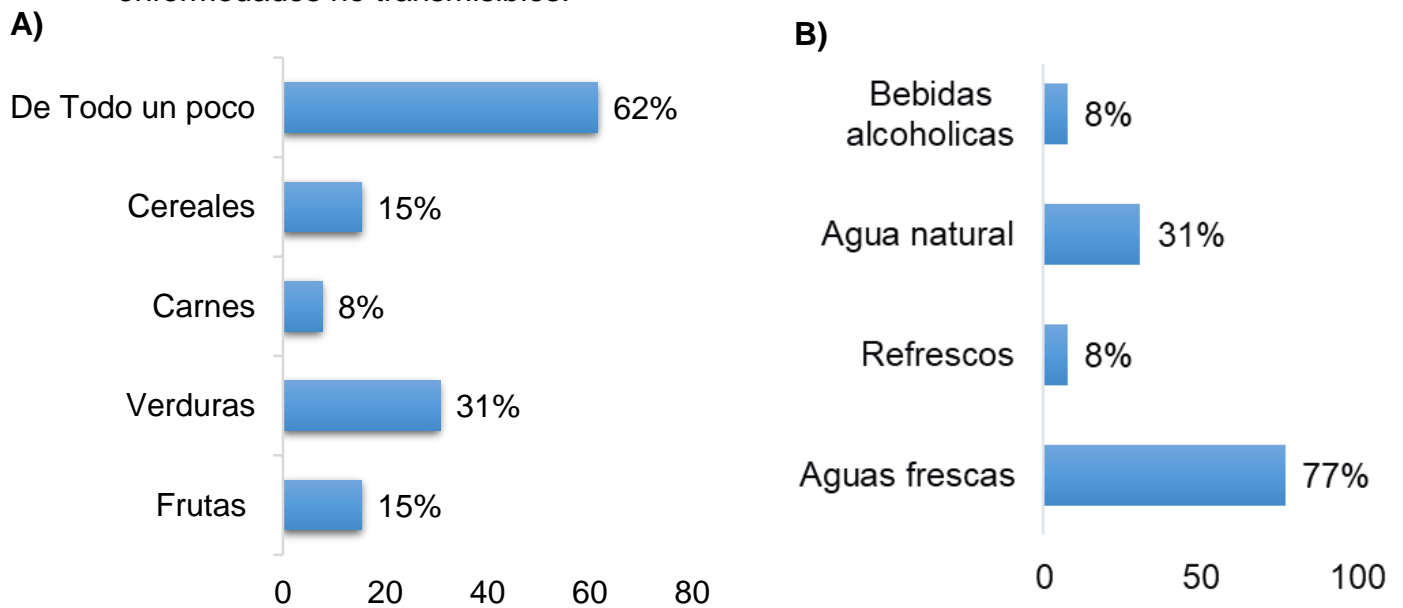 A)
De Todo un poco 62%
Cereales 15%
Carnes 8%
Verduras 31%
Frutas 15%
0 20 40 60 80
B)
Bebidas
alcoholicas 8%
Agua natural 31%
Refrescos 8%
Aguas frescas 77%
0 50 100